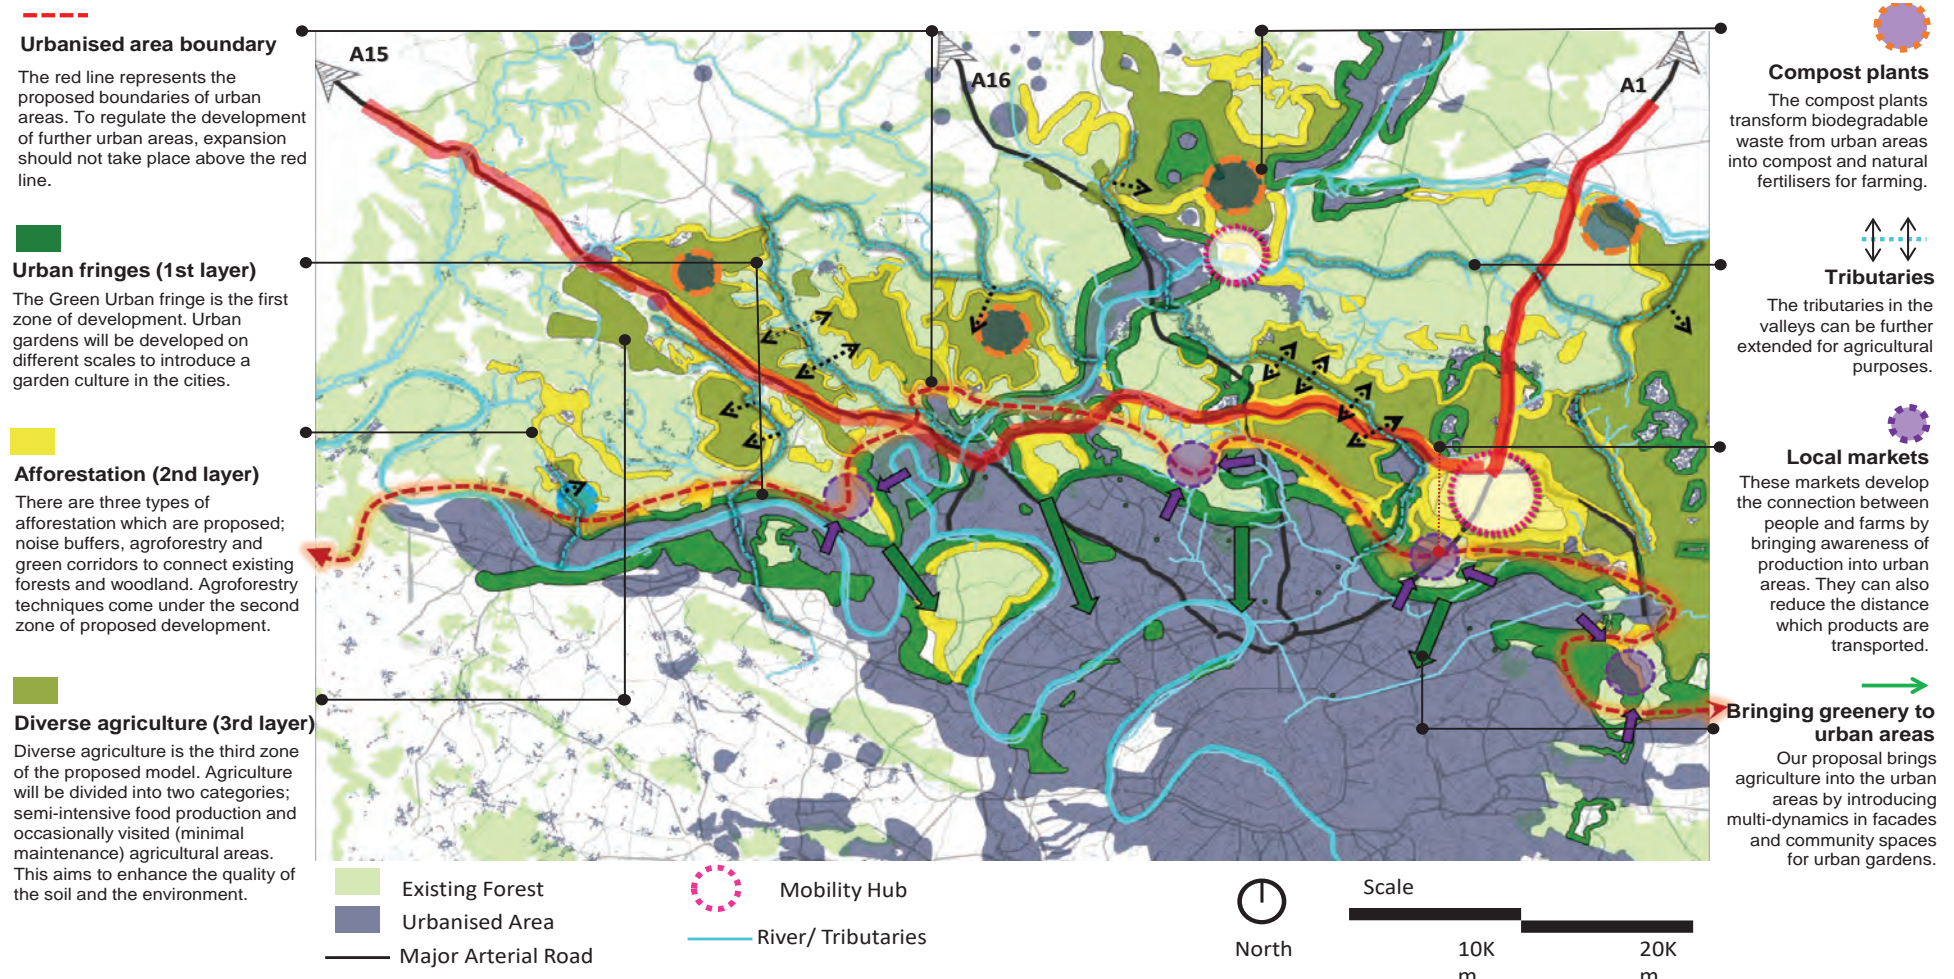 Urbanised area boundary
The red line represents the
proposed boundaries of urban
areas. To regulate the development
of further urban areas, expansion
should not take place above the red
line.
Urban fringes (1st layer)
The Green Urban fringe is the first
zone of development. Urban
gardens will be developed on
different scales to introduce a
garden culture in the cities.
Afforestation (2nd layer)
There are three types of
afforestation which are proposed;
noise buffers, agroforestry and
green corridors to connect existing
forests and woodland. Agroforestry
techniques come under the second
zone of proposed development.
Diverse agriculture (3rd layer)
Diverse agriculture is the third zone
of the proposed model. Agriculture
will be divided into two categories;
semi-intensive food production and
occasionally visited (minimal
maintenance) agricultural areas.
This aims to enhance the quality of
the soil and the environment.
A15
A16
A1
Compost plants
The compost plants
transform biodegradable
waste from urban areas
into compost and natural
fertilisers for farming.
Tributaries
The tributaries in the
valleys can be further
extended for agricultural
purposes.
Local markets
These markets develop
the connection between
people and farms by
bringing awareness of
production into urban
areas. They can also
reduce the distance
which products are
transported.
Bringing greenery to
urban areas
Our proposal brings
agriculture into the urban
areas by introducing
multi-dynamics in facades
and community spaces
for urban gardens.
Existing Forest
Urbanised Area
Major Arterial Road
Mobility Hub
River/ Tributaries
North
Scale
10K
m
20K
m